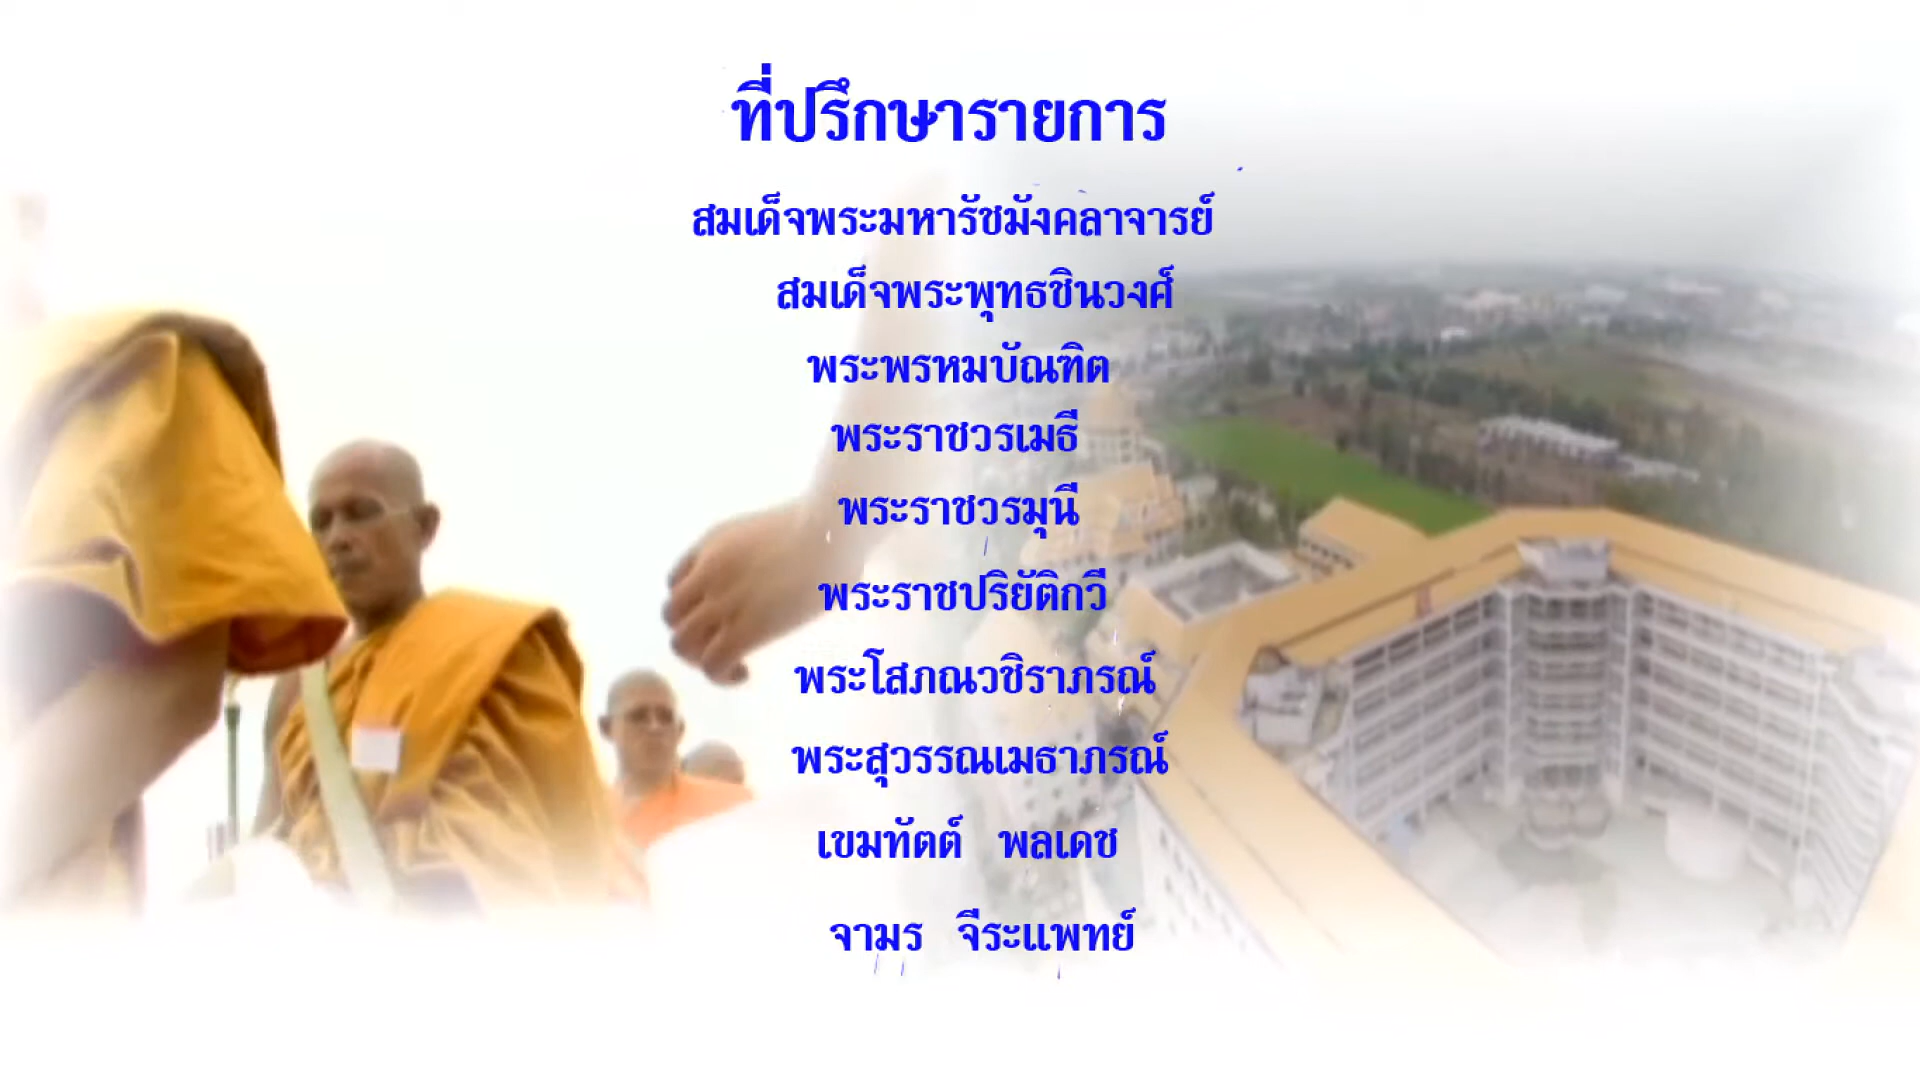 ที่ปรึกษารายการ
สมเด็จพระมหารัชมังคลาจารย์
สมเด็จพระพุทธชินวงศ์
พระพรหมบัณฑิต
พระราชวรเมธี
พระราชวรมุนี
พระราชปริยัติกวี
พระโสภณวชิราภรณ์
พระสุวรรณเมธาภรณ์
เขมทัตต์ พลเดช
จามร จีระแพทย์